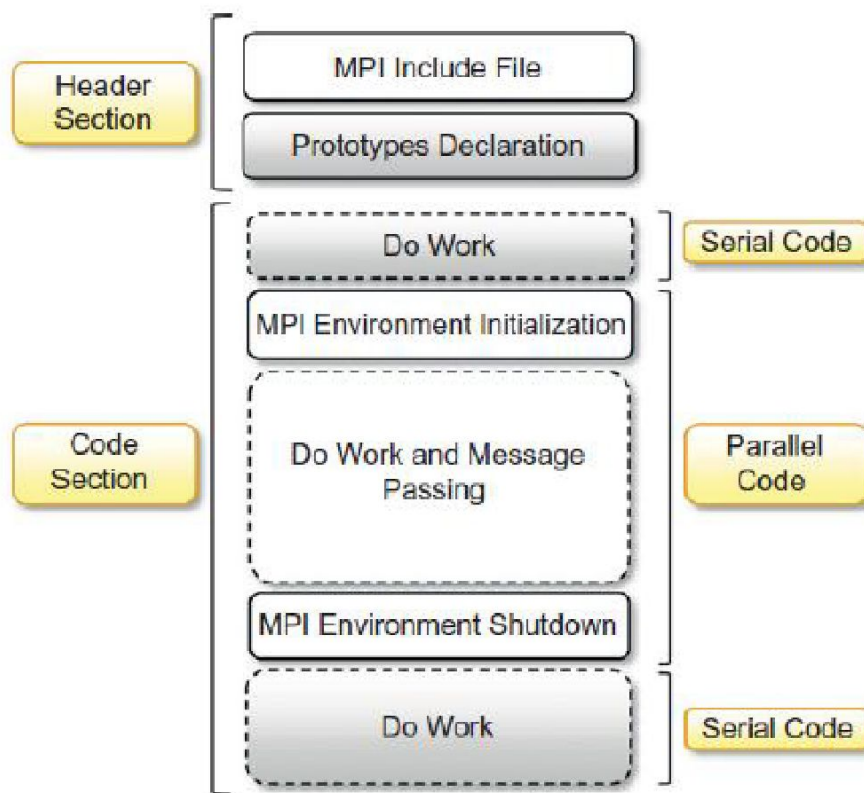 MPI Include File
Header
Section
Prototypes Declaration
Do Work
Serial Code
MPI Environment Initialization
Do Work and Message
Passing
Code
Section
Parallel
Code
MPI Environment Shutdown
Do Work
Serial Code